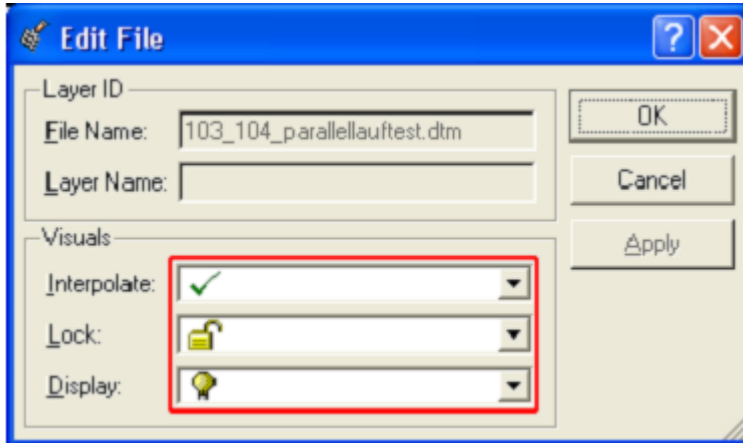 Edit File
Layer ID
File Name: 103_104_parallellauftest.dtm
Layer Name:
OK
Cancel
Apply
Visuals
Interpolate:
Lock:
Display: